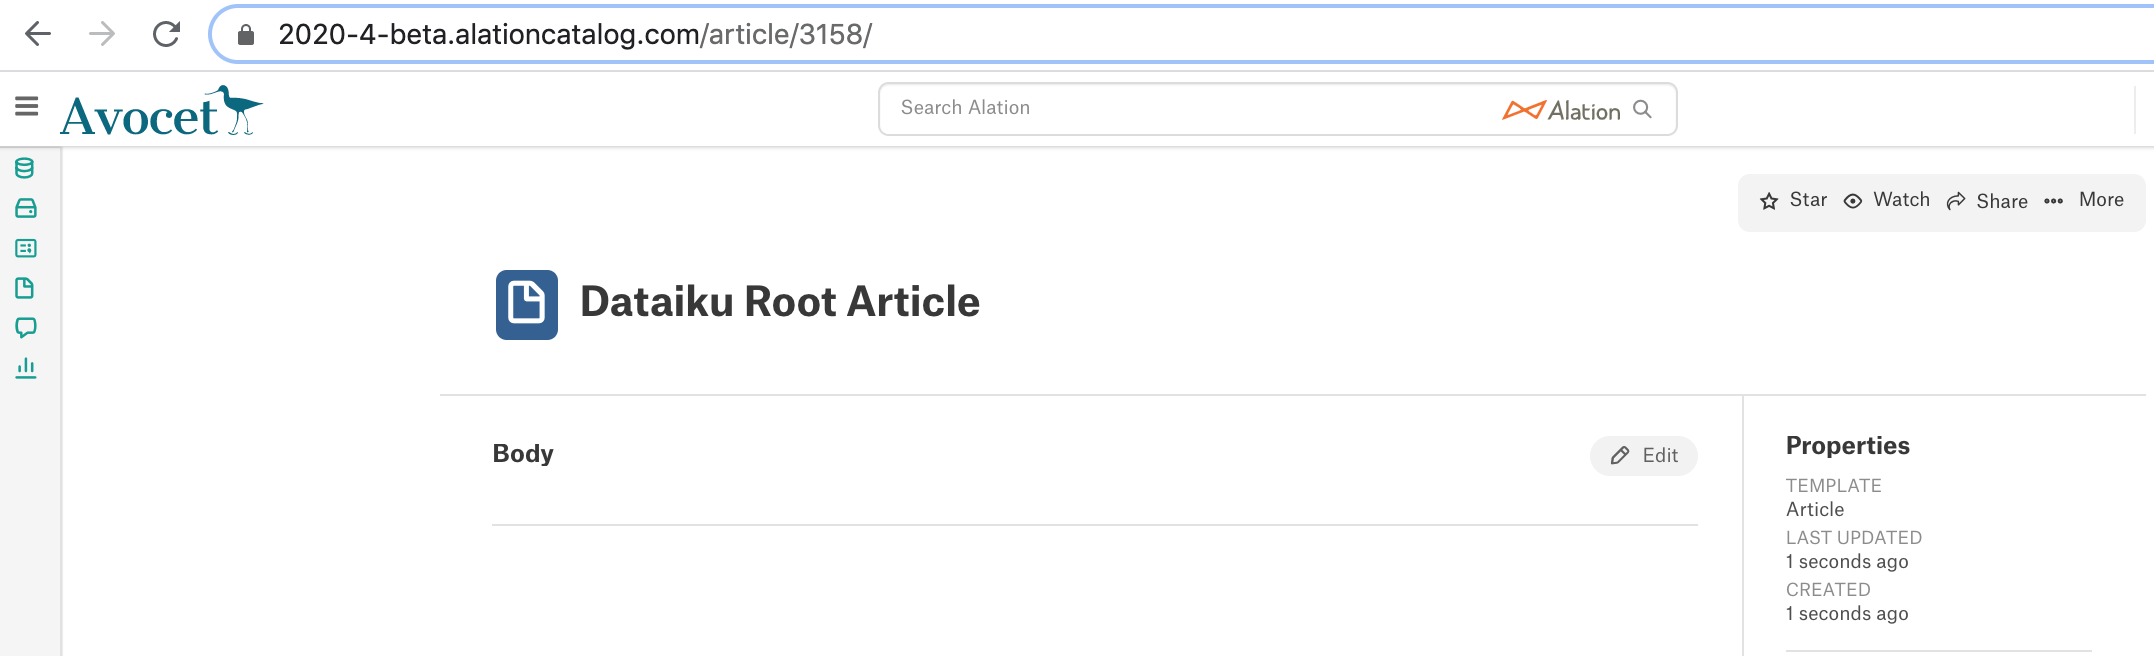 2020-4-beta.alationcatalog.com/article/3158/
Avocet
Search Alation
Alation
Star
Watch
Share
More
Dataiku Root Article
Body
Edit
Properties
TEMPLATE
Article
LAST UPDATED
1 seconds ago
CREATED
1 seconds ago